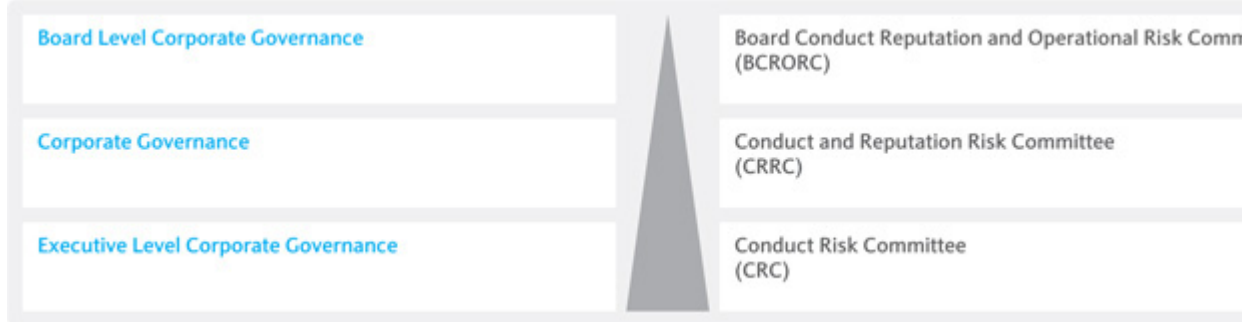 Board Level Corporate Governance
Board Conduct Reputation and Operational Risk
(BCRORC)
Corporate Governance
Conduct and Reputation Risk Committee
(CRRC)
Executive Level Corporate Governance
Conduct Risk Committee
(CRC)